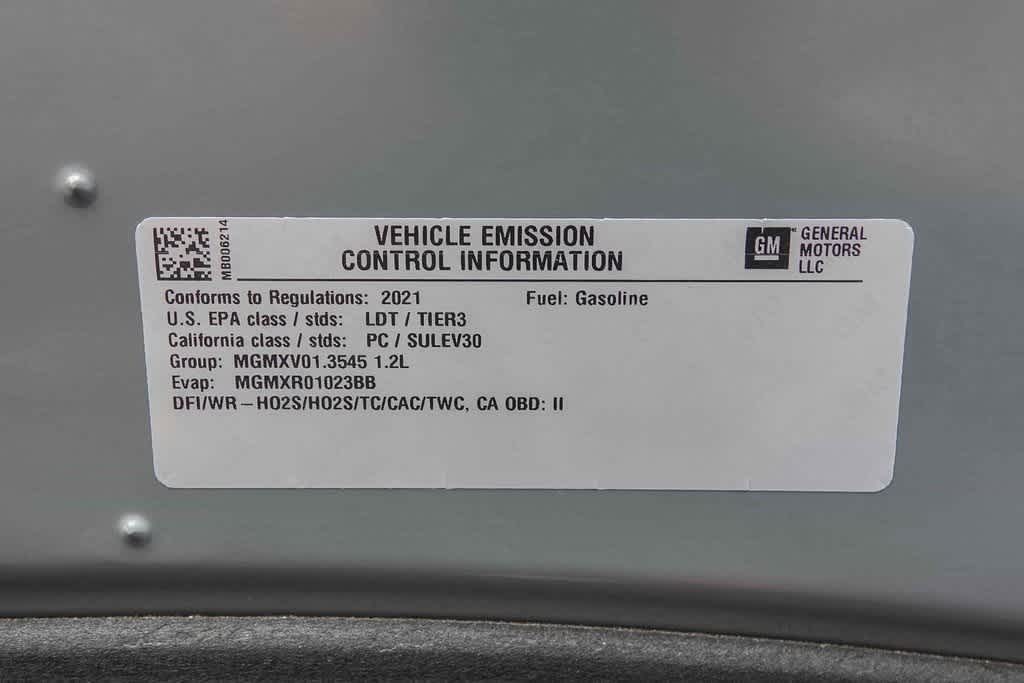 MB006214
VEHICLE EMISSION
CONTROL INFORMATION
GM
GENERAL
MOTORS
LLC
Conforms to Regulations: 2021 Fuel: Gasoline
U.S. EPA class / stds: LDT / TIER3
California class / stds: PC / SULEV30
Group: MGMXV01.3545 1.2L
Evap: MGMXR01023BB
DFI/WR-HO2S/HO2S/TC/CAC/TWC, CA OBD: II